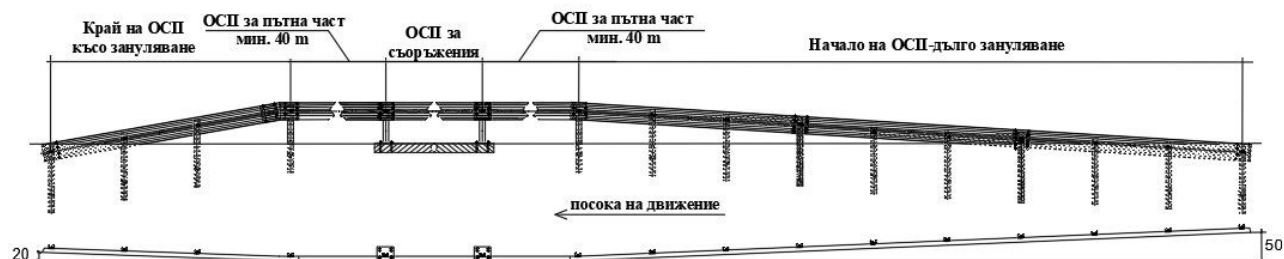 Край на ОСП
късо зануляване
ОСП за пътна част
мин. 40 m
ОСП за
съоръжения
ОСП за пътна част
мин. 40 m
Начало на ОСП-дълго зануляване
посока на движение
20
50